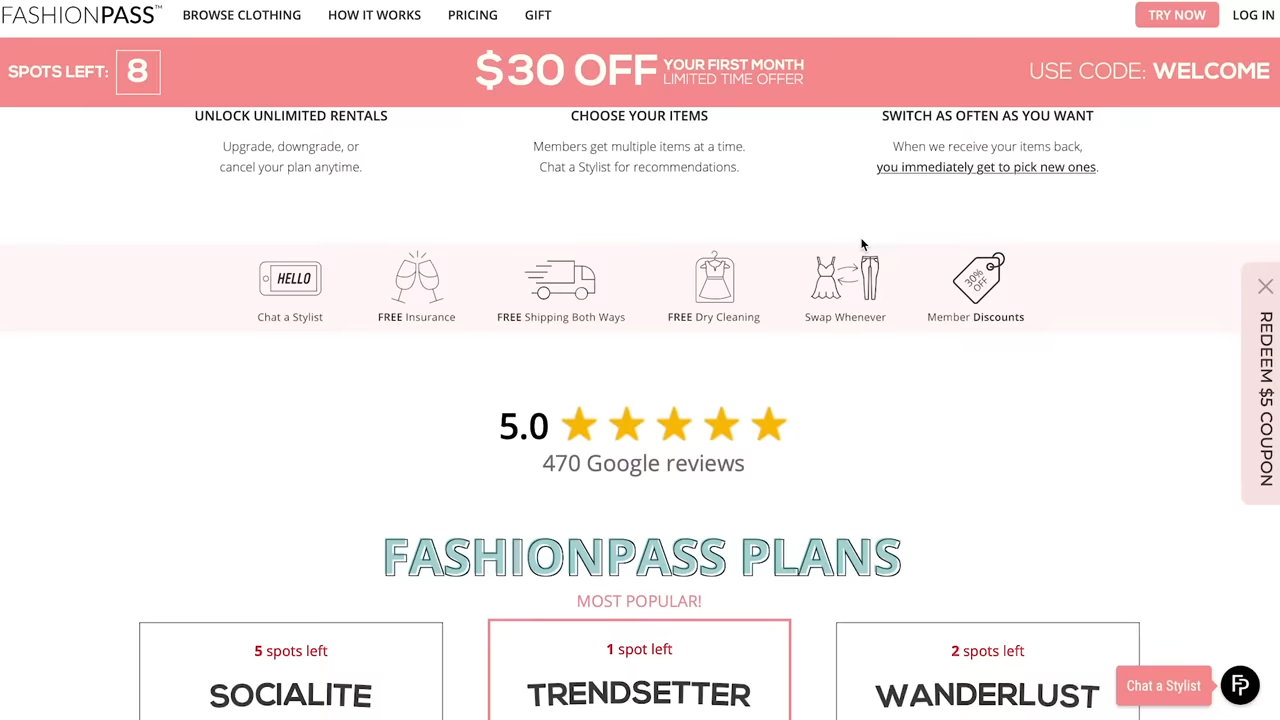 FASHIONPASS™ BROWSE CLOTHING HOW IT WORKS PRICING GIFT TRY NOW LOG IN
SPOTS LEFT: 8 $30 OFF YOUR FIRST MONTH LIMITED TIME OFFER USE CODE: WELCOME
UNLOCK UNLIMITED RENTALS
Upgrade, downgrade, or
cancel your plan anytime.
CHOOSE YOUR ITEMS
Members get multiple items at a time.
Chat a Stylist for recommendations.
SWITCH AS OFTEN AS YOU WANT
When we receive your items back,
you immediately get to pick new ones.
HELLO
Chat a Stylist
FREE Insurance
FREE Shipping Both Ways
FREE Dry Cleaning
Swap Whenever
30% OFF
Member Discounts
REDEEM $5 COUPON
5.0
470 Google reviews
FASHIONPASS PLANS
MOST POPULAR!
5 spots left
SOCIALITE
1 spot left
TRENDSETTER
2 spots left
WANDERLUST
Chat a Stylist
FP